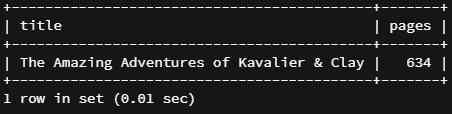 +-------------------------------------------+-------+
| title                                     | pages |
+-------------------------------------------+-------+
| The Amazing Adventures of Kavalier & Clay |   634 |
+-------------------------------------------+-------+
1 row in set (0.01 sec)